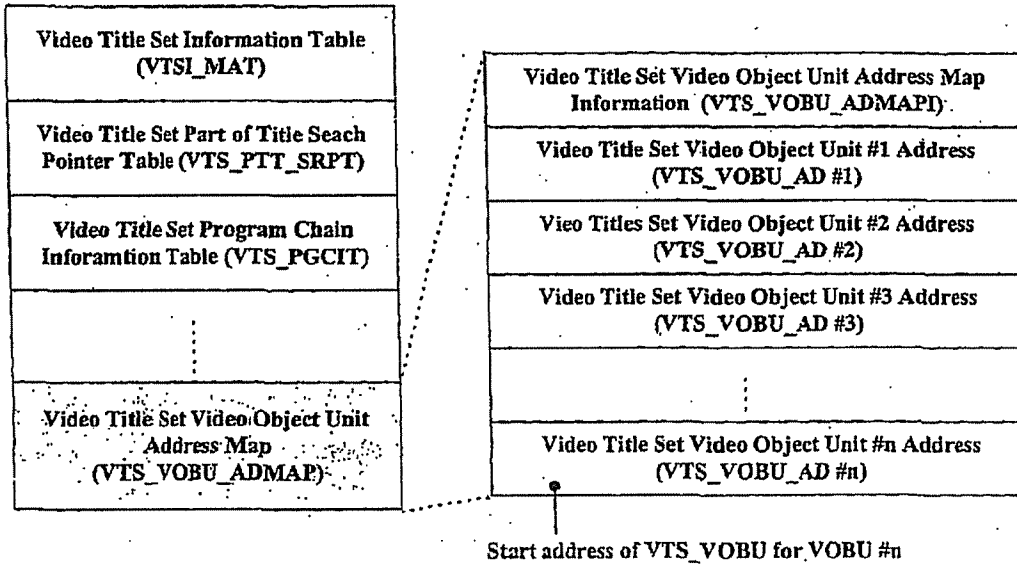 Video Title Set Information Table
(VTSI_MAT)
Video Title Set Part of Title Seach
Pointer Table (VTS_PTT_SRPT)
Video Title Set Program Chain
Inforamtion Table (VTS_PGCIT)
Video Title Set Video Object Unit
Address Map
(VTS_VOBU_ADMAP)
Video Title Set Video Object Unit Address Map
Information (VTS_VOBU_ADMAPI)
Video Title Set Video Object Unit #1 Address
(VTS_VOBU_AD #1)
Vieo Titles Set Video Object Unit #2 Address
(VTS_VOBU_AD #2)
Video Title Set Video Object Unit #3 Address
(VTS_VOBU_AD #3)
Video Title Set Video Object Unit #n Address
(VTS_VOBU_AD #n)
Start address of VTS_VOBU for VOBU #n